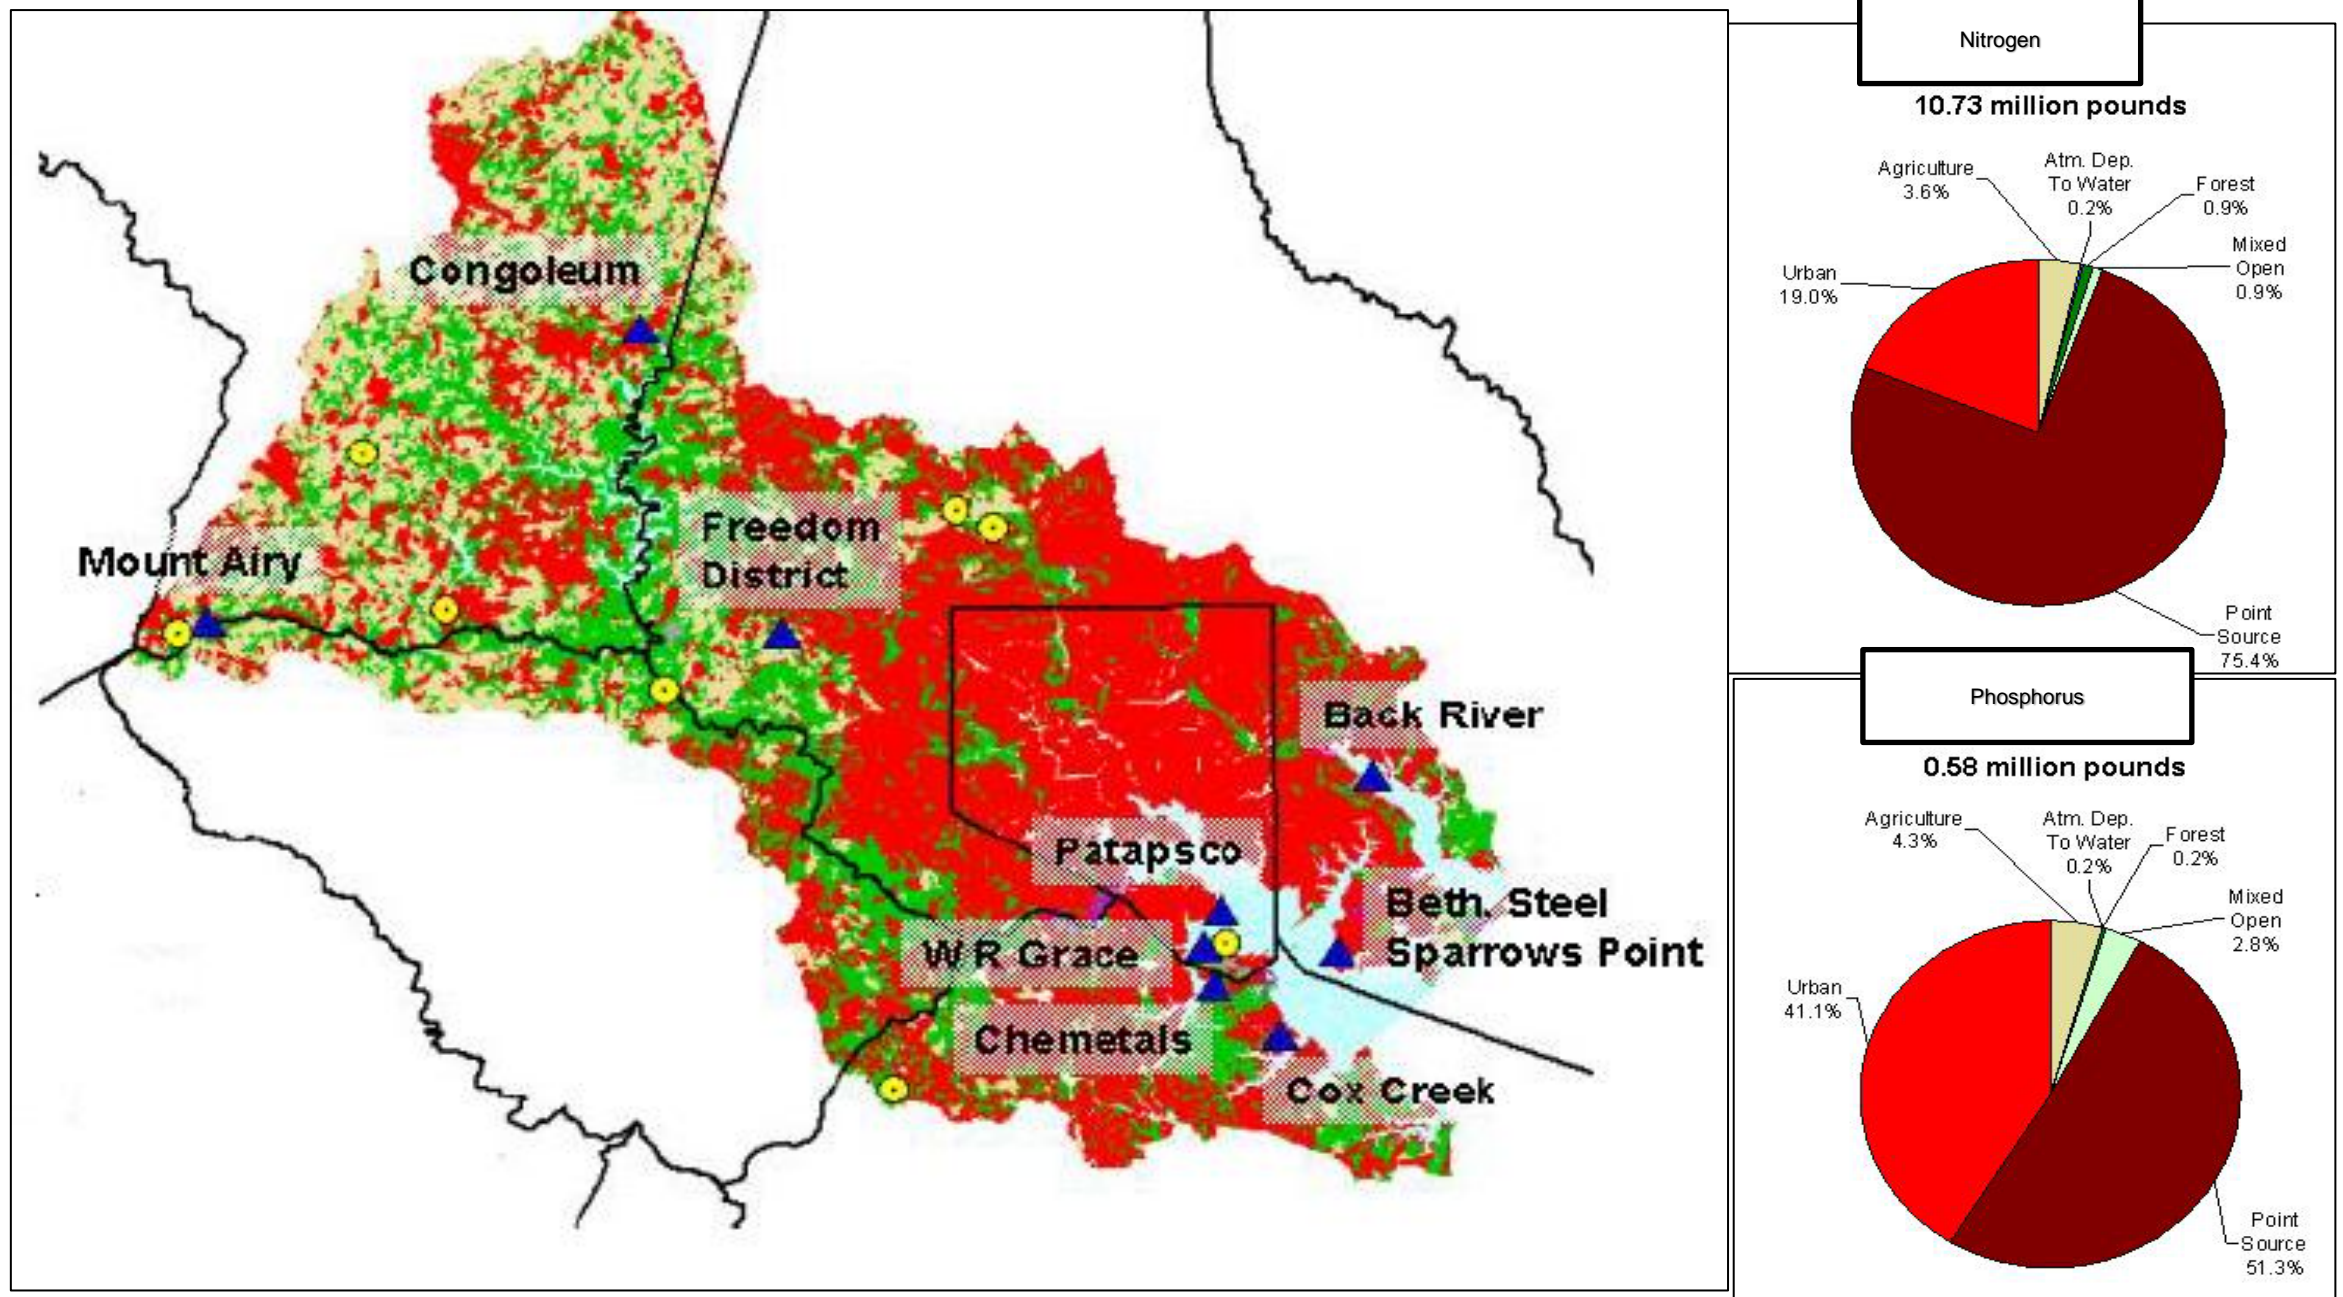 Congoleum
Mount Airy
Freedom
District
Back River
Patapsco
Beth. Steel
Sparrows Point
W R Grace
Chemetals
Cox Creek
Nitrogen
10.73 million pounds
Agriculture
3.6%
Atm. Dep.
To Water
0.2%
Forest
0.9%
Mixed
Open
0.9%
Urban
19.0%
Point
Source
75.4%
Phosphorus
0.58 million pounds
Agriculture
4.3%
Atm. Dep.
To Water
0.2%
Forest
0.2%
Mixed
Open
2.8%
Urban
41.1%
Point
Source
51.3%